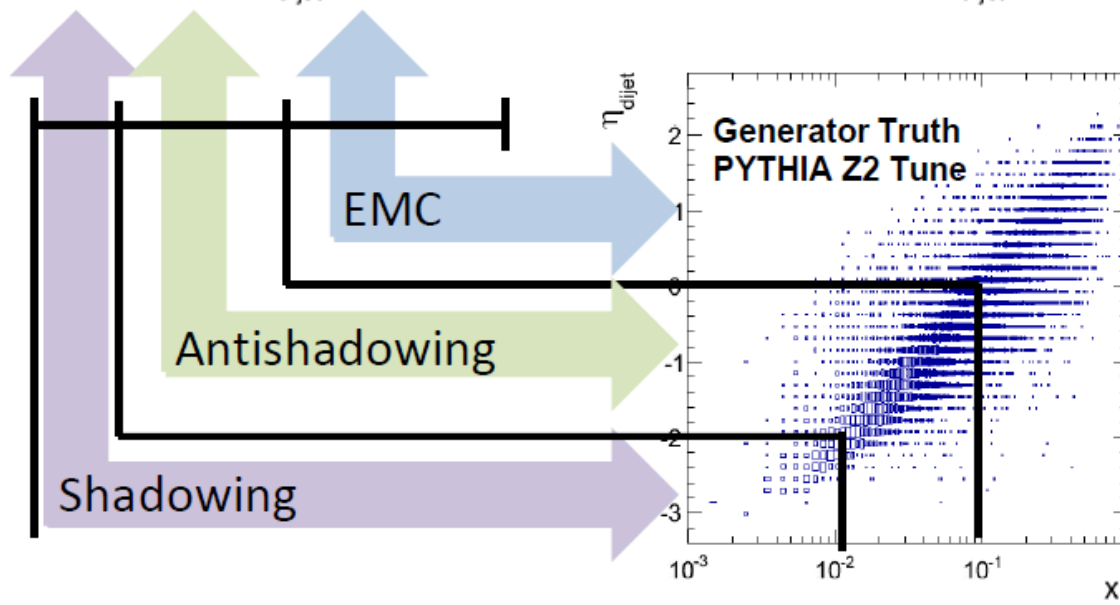 η dijet
2
Generator Truth
PYTHIA Z2 Tune
EMC
1
0
Antishadowing
-1
-2
Shadowing
-3
10⁻³
10⁻²
10⁻¹
x